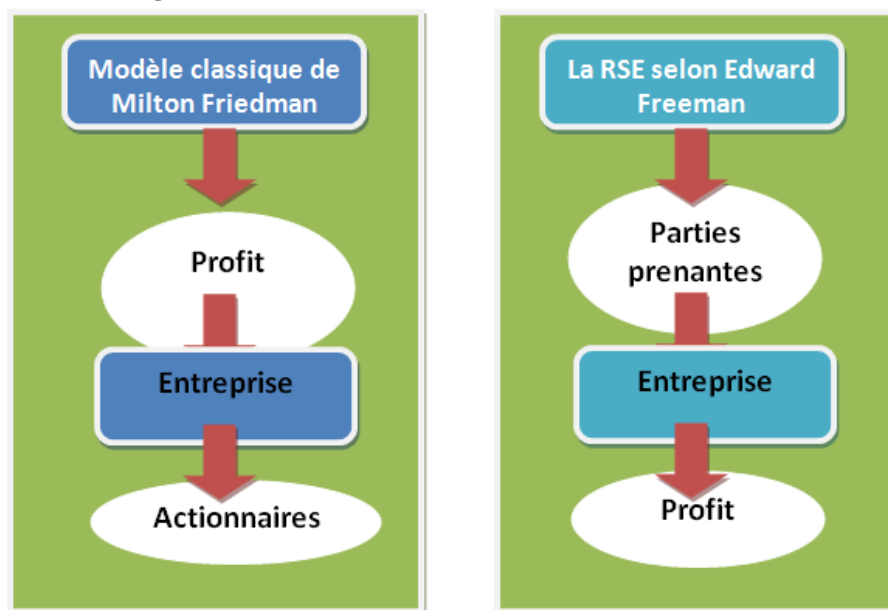 Modèle classique de
Milton Friedman
Profit
Entreprise
Actionnaires
La RSE selon Edward
Freeman
Parties
prenantes
Entreprise
Profit